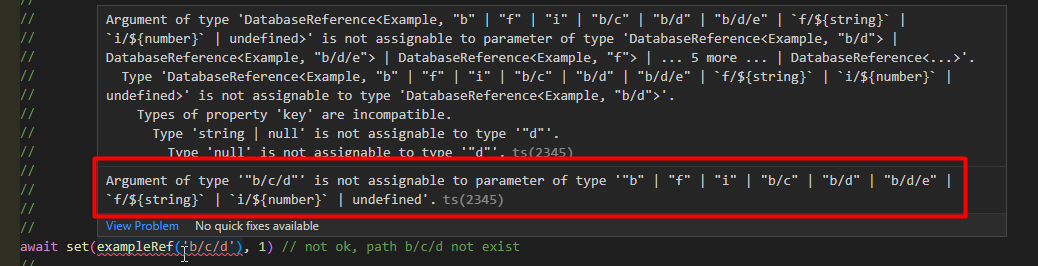 //
// Argument of type 'DatabaseReference<Example, "b" | "f" | "i" | "b/c" | "b/d" | "b/d/e" | `f/${string}` |
// `i/${number}` | undefined>' is not assignable to parameter of type 'DatabaseReference<Example, "b/d"> |
// DatabaseReference<Example, "b/d/e"> | DatabaseReference<Example, "f"> | ... 5 more ... | DatabaseReference<...>'.
// Type 'DatabaseReference<Example, "b" | "f" | "i" | "b/c" | "b/d" | "b/d/e" | `f/${string}` | `i/${number}` |
// undefined>' is not assignable to type 'DatabaseReference<Example, "b/d">'.
// Types of property 'key' are incompatible.
// Type 'string | null' is not assignable to type '"d"'.
// Type 'null' is not assignable to type '"d"'. ts(2345)
// Argument of type '"b/c/d"' is not assignable to parameter of type '"b" | "f" | "i" | "b/c" | "b/d" | "b/d/e" |
// `f/${string}` | `i/${number}` | undefined'. ts(2345)
// View Problem No quick fixes available
await set(exampleRef('b/c/d'), 1) // not ok, path b/c/d not exist
//